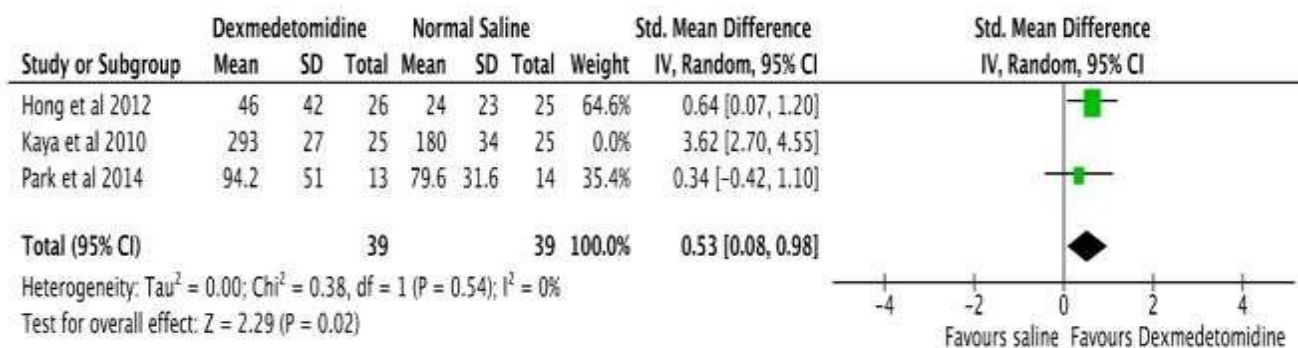 Dexmedetomidine Normal Saline Std. Mean Difference Std. Mean Difference
Study or Subgroup Mean SD Total Mean SD Total Weight IV, Random, 95% CI IV, Random, 95% CI
Hong et al 2012 46 42 26 24 23 25 64.6% 0.64 [0.07, 1.20]
Kaya et al 2010 293 27 25 180 34 25 0.0% 3.62 [2.70, 4.55]
Park et al 2014 94.2 51 13 79.6 31.6 14 35.4% 0.34 [−0.42, 1.10]
Total (95% CI) 39 39 100.0% 0.53 [0.08, 0.98]
Heterogeneity: Tau² = 0.00; Chi² = 0.38, df = 1 (P = 0.54); I² = 0%
Test for overall effect: Z = 2.29 (P = 0.02)
−4 −2 0 2 4
Favours saline Favours Dexmedetomidine